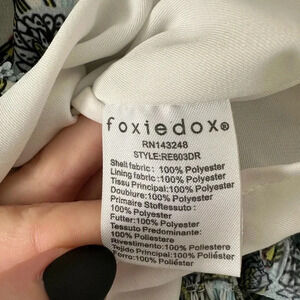 foxiedox®
RN143248
STYLE:RE603DR
Shell fabric: 100% Polyester
Lining fabric: 100% Polyester
Tissu Principal:100% Polyester
Doublure:100% Polyester
Primaire Stoftesuto :
100% Polyester
Futter:100% Polyester
Tessuto Predominante:
100% Poliestere
Rivestimento:100% Poliestere
Tejido Principal:100% Poliéster
Forro:100% Poliéster